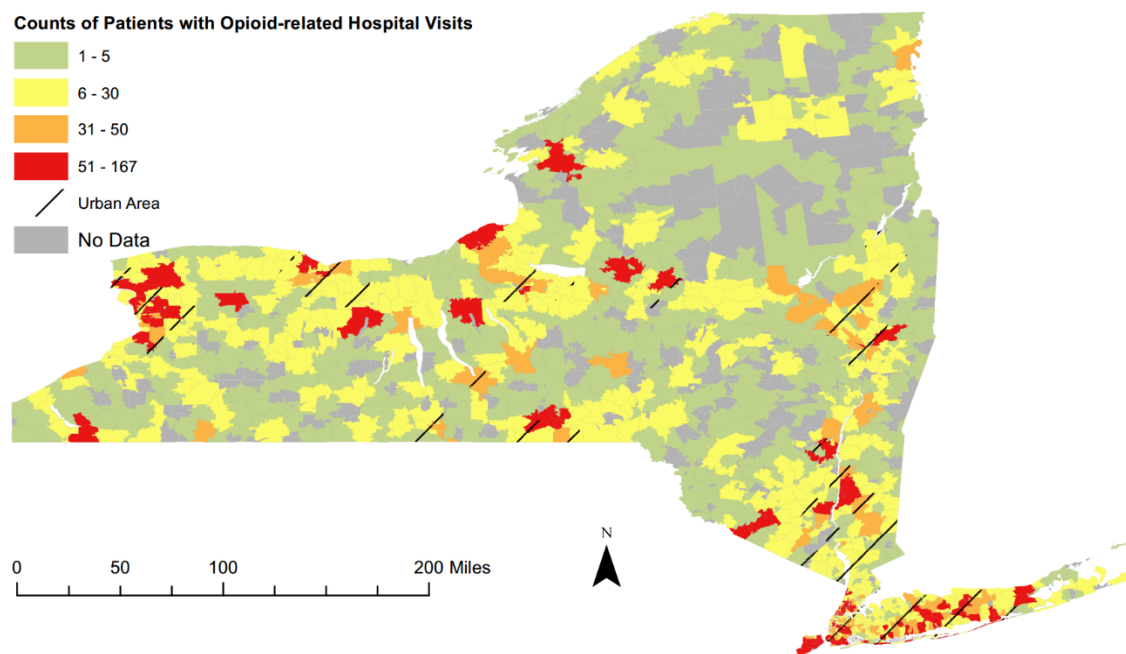 Counts of Patients with Opioid-related Hospital Visits
1 - 5
6 - 30
31 - 50
51 - 167
Urban Area
No Data
N
0 50 100 200 Miles